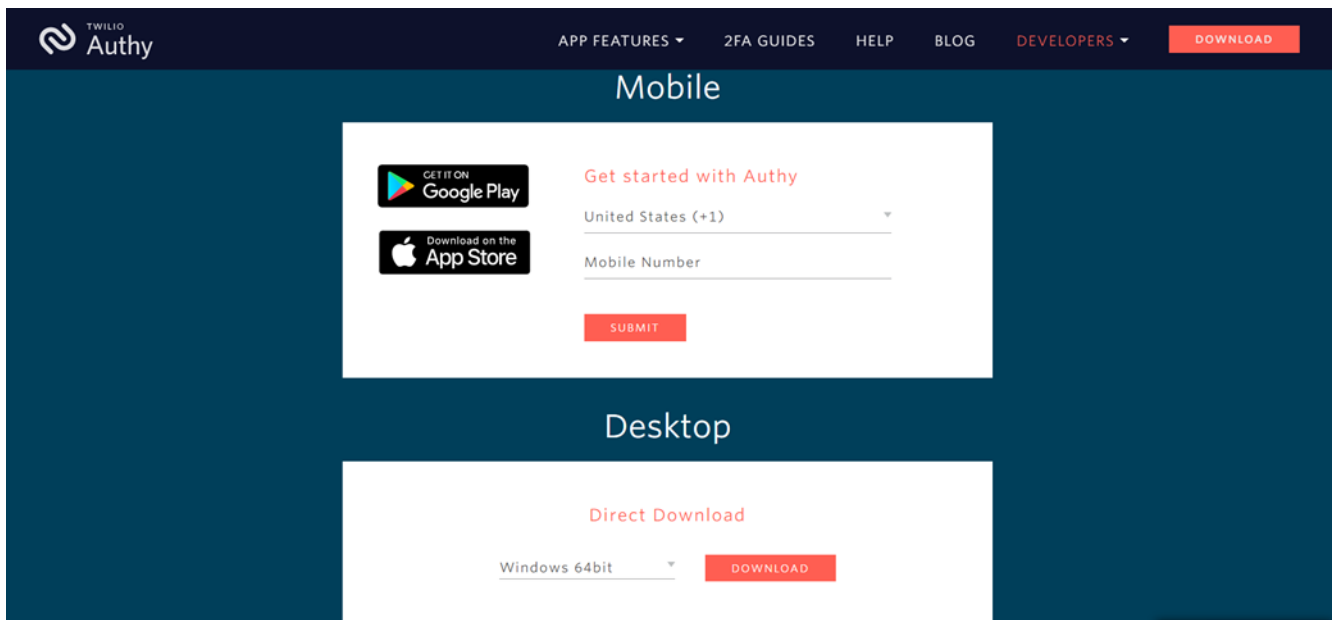 TWILIO
Authy
APP FEATURES
2FA GUIDES
HELP
BLOG
DEVELOPERS
DOWNLOAD
Mobile
GET IT ON
Google Play
Download on the
App Store
Get started with Authy
United States (+1)
Mobile Number
SUBMIT
Desktop
Direct Download
Windows 64bit
DOWNLOAD